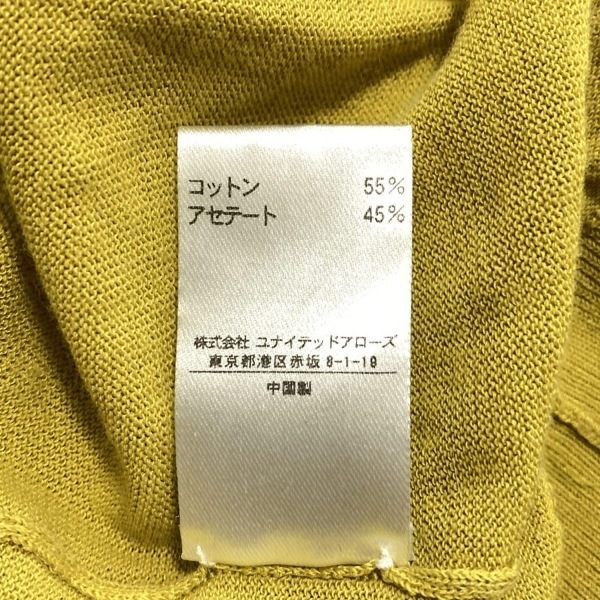 コットン 55%
アセテート 45%
株式会社 ユナイテッドアローズ
東京都港区赤坂 8-1-19
中国製